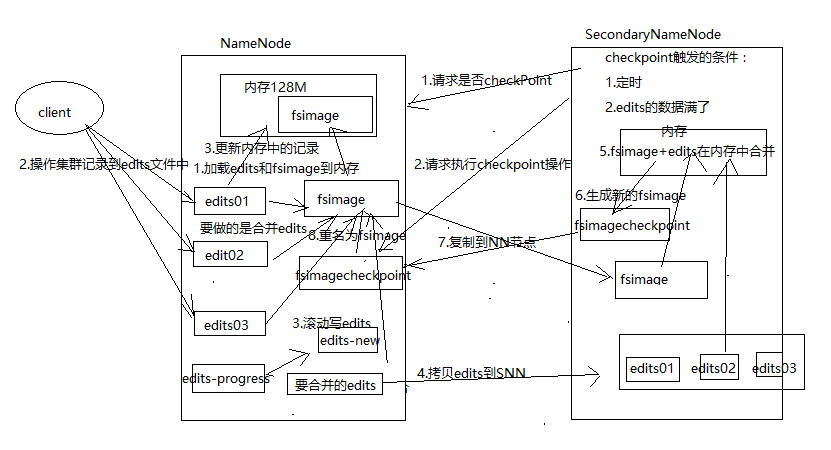 NameNode
SecondaryNameNode
client
内存128M
fsimage
3.更新内存中的记录
1.加载edits和fsimage到内存
2.操作集群记录到edits文件中
edits01
fsimage
要做的是合并edits
8.重名为fsimage
edit02
fsimagecheckpoint
edits03
3.滚动写edits
edits-new
edits-progress
要合并的edits
1.请求是否checkPoint
2.请求执行checkpoint操作
7.复制到NN节点
4.拷贝edits到SNN
checkpoint触发的条件：
1.定时
2.edits的数据满了
内存
5.fsimage+edits在内存中合并
6.生成新的fsimage
fsimagecheckpoint
fsimage
edits01
edits02
edits03